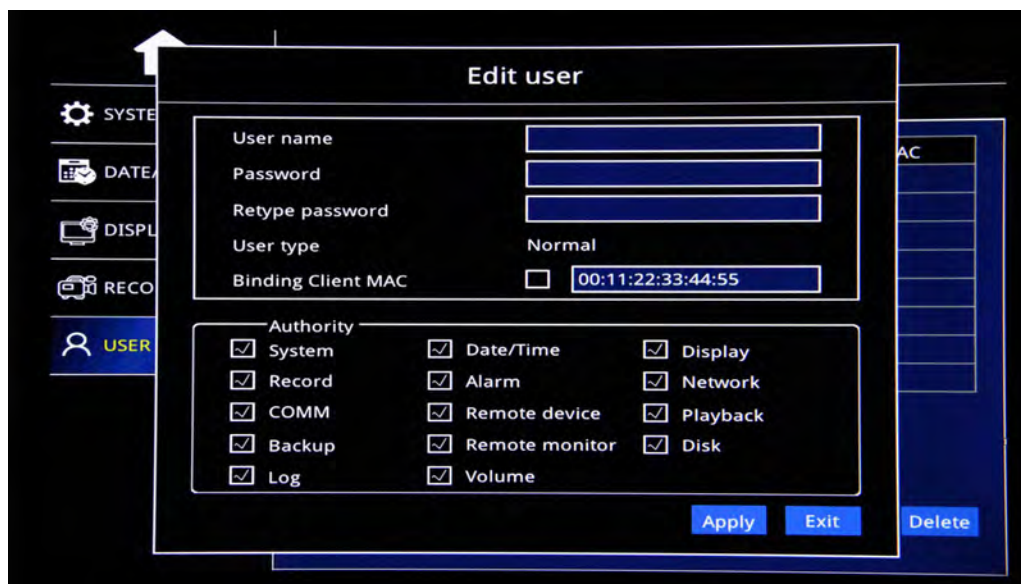 Edit user
SYSTE
DATE/
DISPL
RECO
USER
AC
User name
Password
Retype password
User type Normal
Binding Client MAC 00:11:22:33:44:55
Authority
System Date/Time Display
Record Alarm Network
COMM Remote device Playback
Backup Remote monitor Disk
Log Volume
Apply Exit Delete